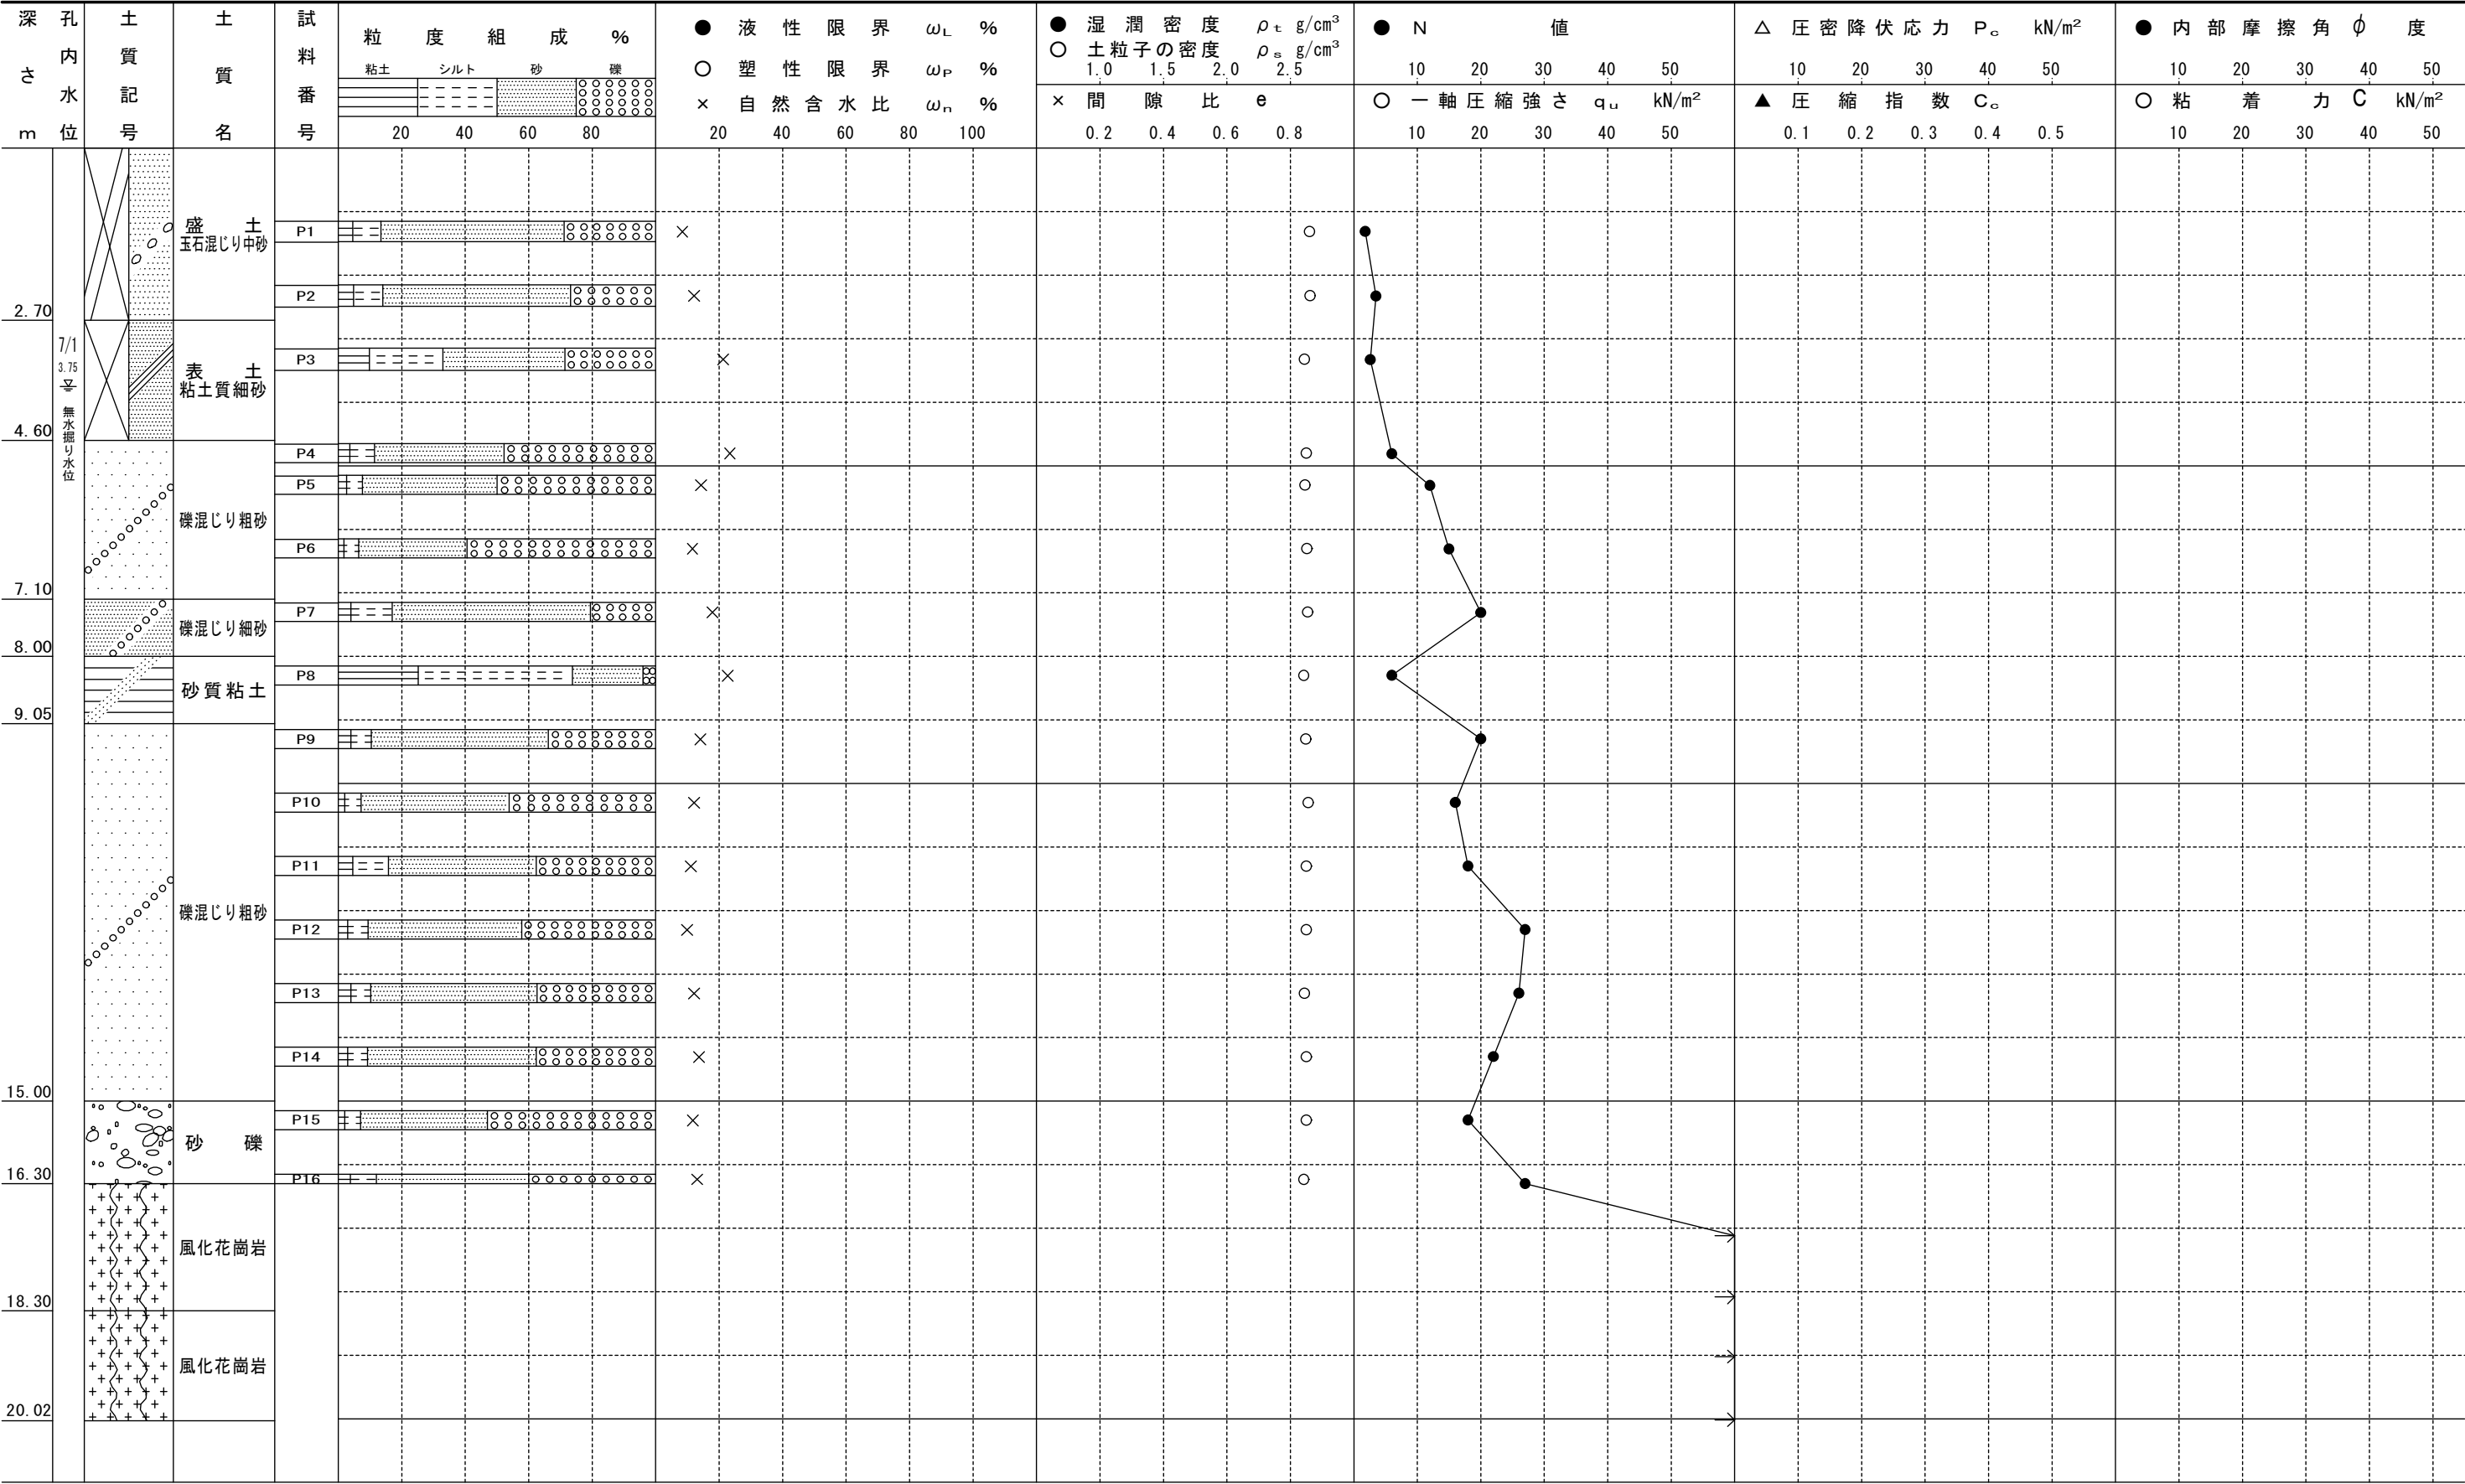 深さ m
孔内水位
土質記号
土質名
試料番号
粒度組成 %
粘土 シルト 砂 礫
20 40 60 80
● 液性限界 ωL %
○ 塑性限界 ωP %
× 自然含水比 ωn %
20 40 60 80 100
● 湿潤密度 ρt g/cm³
○ 土粒子の密度 ρs g/cm³
1.0 1.5 2.0 2.5
× 間隙比 e
0.2 0.4 0.6 0.8
● N 値
10 20 30 40 50
○ 一軸圧縮強さ qu kN/m²
10 20 30 40 50
△ 圧密降伏応力 Pc kN/m²
10 20 30 40 50
▲ 圧縮指数 Cc
0.1 0.2 0.3 0.4 0.5
● 内部摩擦角 φ 度
10 20 30 40 50
○ 粘着力 C kN/m²
10 20 30 40 50
盛土
玉石混じり中砂
P1
P2
2.70
7/1
3.75
無水掘り水位
表土
粘土質細砂
P3
4.60
P4
P5
礫混じり粗砂
P6
7.10
P7
礫混じり細砂
8.00
P8
砂質粘土
9.05
P9
P10
P11
礫混じり粗砂
P12
P13
P14
15.00
P15
砂礫
16.30
P16
風化花崗岩
18.30
風化花崗岩
20.02